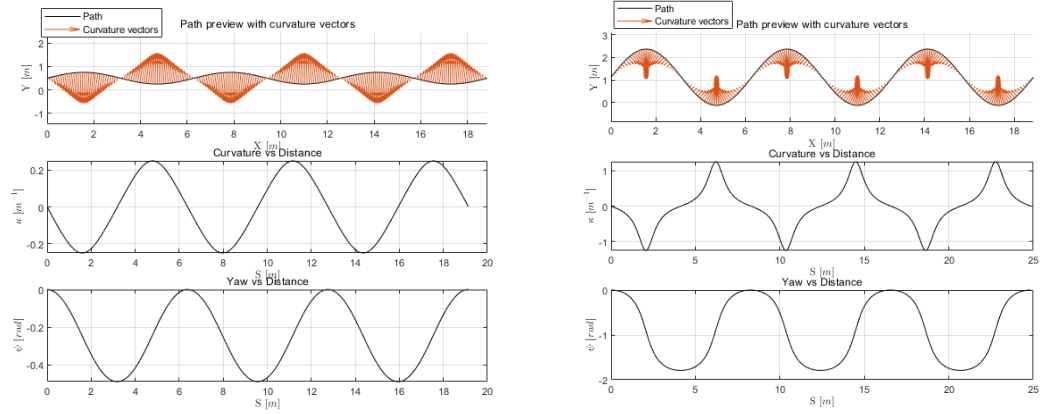 Path preview with curvature vectors
Path
Curvature vectors
2
1
0
-1
Y [m]
0 2 4 6 8 10 12 14 16 18
X [m]
Curvature vs Distance
0.2
0
-0.2
κ [m⁻¹]
0 2 4 6 8 10 12 14 16 18 20
S [m]
Yaw vs Distance
0
-0.2
-0.4
ψ [rad]
0 2 4 6 8 10 12 14 16 18 20
S [m]
Path preview with curvature vectors
Path
Curvature vectors
3
2
1
0
Y [m]
0 2 4 6 8 10 12 14 16 18
X [m]
Curvature vs Distance
1
0
-1
κ [m⁻¹]
0 5 10 15 20 25
S [m]
Yaw vs Distance
0
-1
-2
ψ [rad]
0 5 10 15 20 25
S [m]